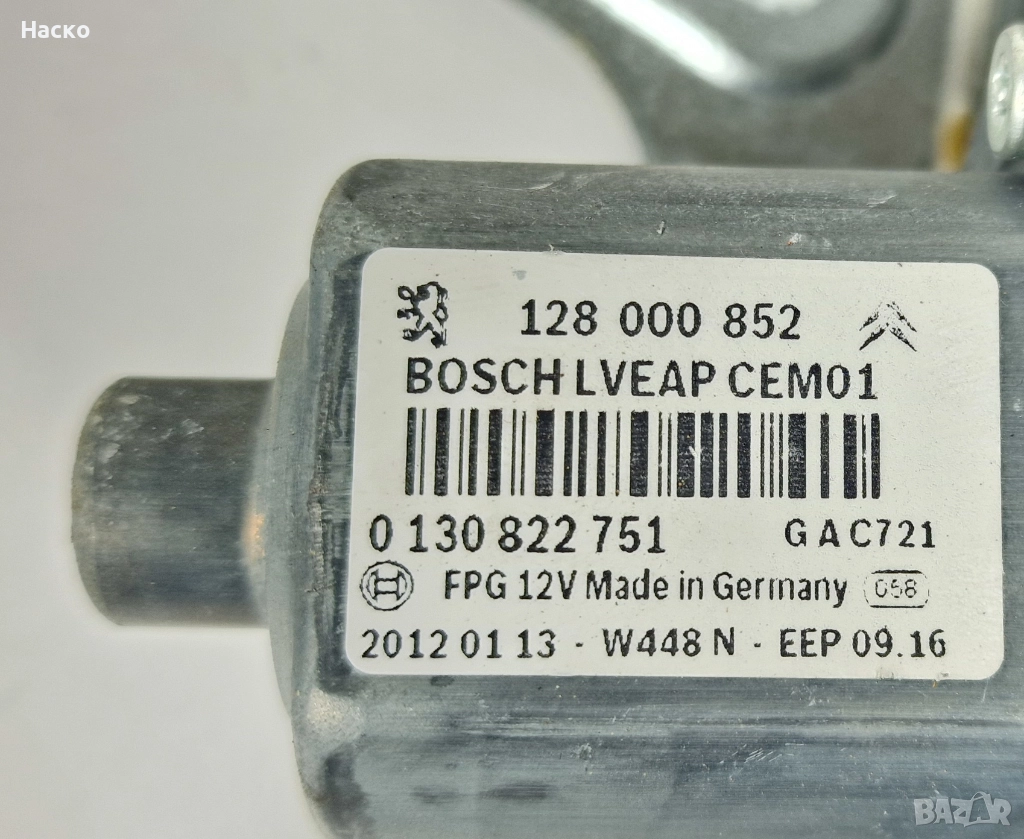 Наско
128 000 852
BOSCH LVEAP CEM01
0 130 822 751 G A C721
FPG 12V Made in Germany 058
2012 01 13 - W448 N - EEP 09.16
BAZAR